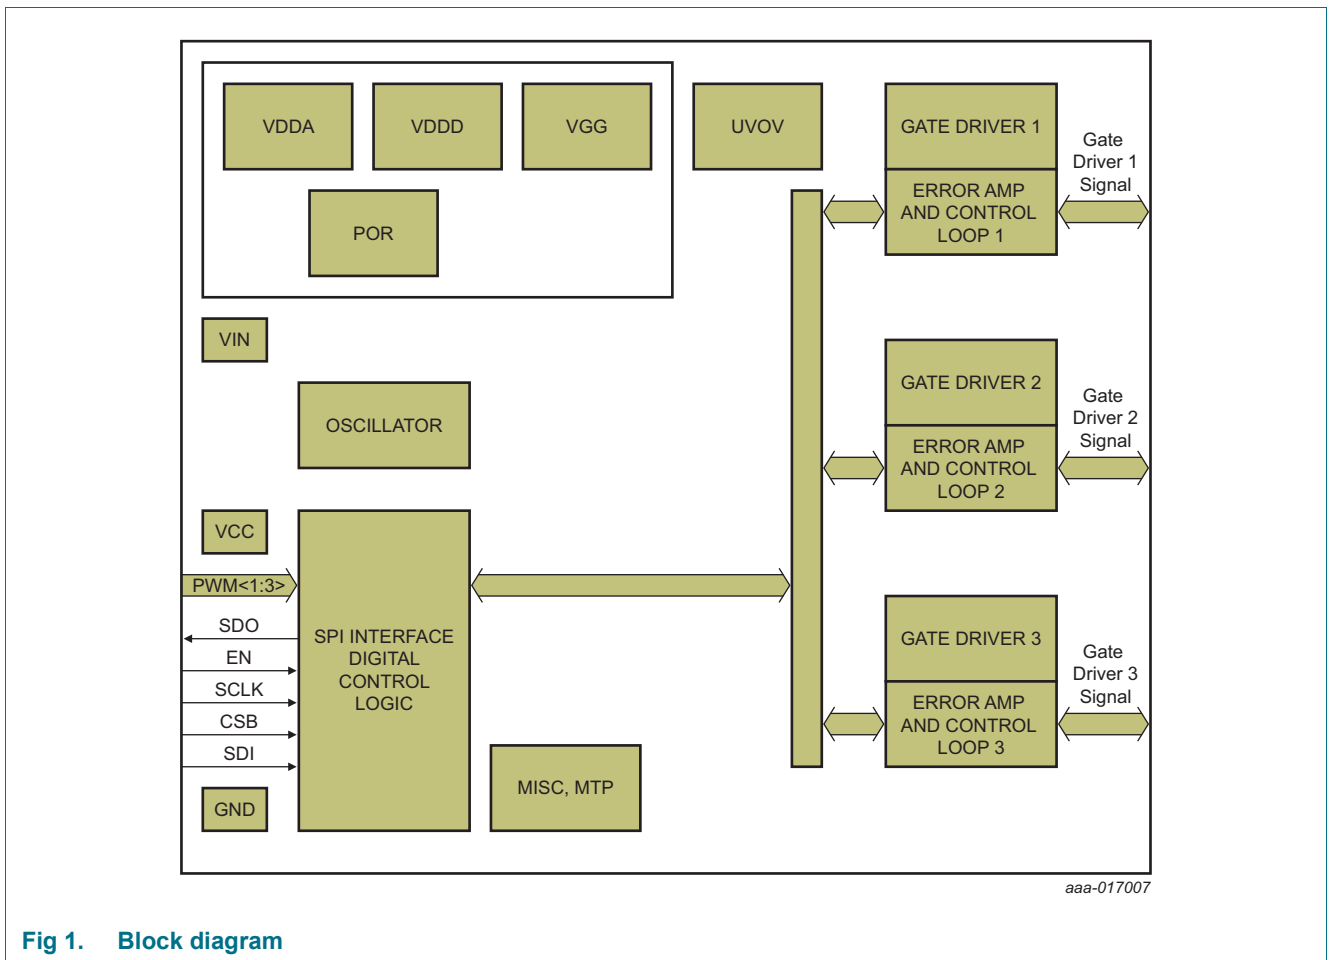 VDDA
VDDD
VGG
UVOV
POR
VIN
OSCILLATOR
VCC
PWM<1:3>
SDO
EN
SCLK
CSB
SDI
GND
SPI INTERFACE
DIGITAL
CONTROL
LOGIC
MISC, MTP
GATE DRIVER 1
ERROR AMP
AND CONTROL
LOOP 1
Gate
Driver 1
Signal
GATE DRIVER 2
ERROR AMP
AND CONTROL
LOOP 2
Gate
Driver 2
Signal
GATE DRIVER 3
ERROR AMP
AND CONTROL
LOOP 3
Gate
Driver 3
Signal
aaa-017007
Fig 1. Block diagram